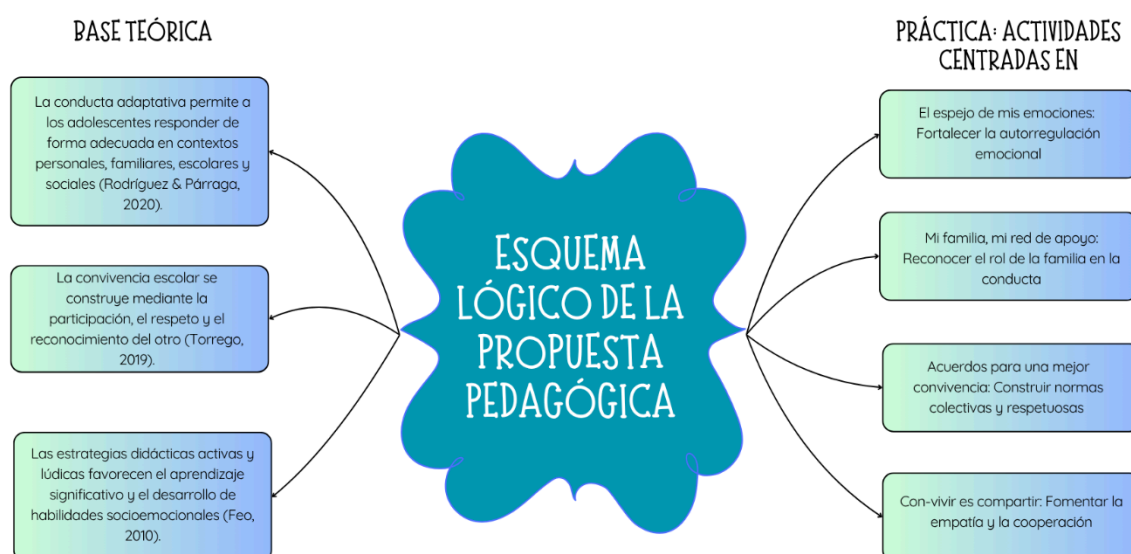 BASE TEÓRICA
La conducta adaptativa permite a
los adolescentes responder de
forma adecuada en contextos
personales, familiares, escolares y
sociales (Rodríguez & Párraga,
2020).
La convivencia escolar se
construye mediante la
participación, el respeto y el
reconocimiento del otro (Torrego,
2019).
Las estrategias didácticas activas y
lúdicas favorecen el aprendizaje
significativo y el desarrollo de
habilidades socioemocionales (Feo,
2010).
ESQUEMA
LÓGICO DE LA
PROPUESTA
PEDAGÓGICA
PRÁCTICA: ACTIVIDADES
CENTRADAS EN
El espejo de mis emociones:
Fortalecer la autorregulación
emocional
Mi familia, mi red de apoyo:
Reconocer el rol de la familia en la
conducta
Acuerdos para una mejor
convivencia: Construir normas
colectivas y respetuosas
Con-vivir es compartir: Fomentar la
empatía y la cooperación